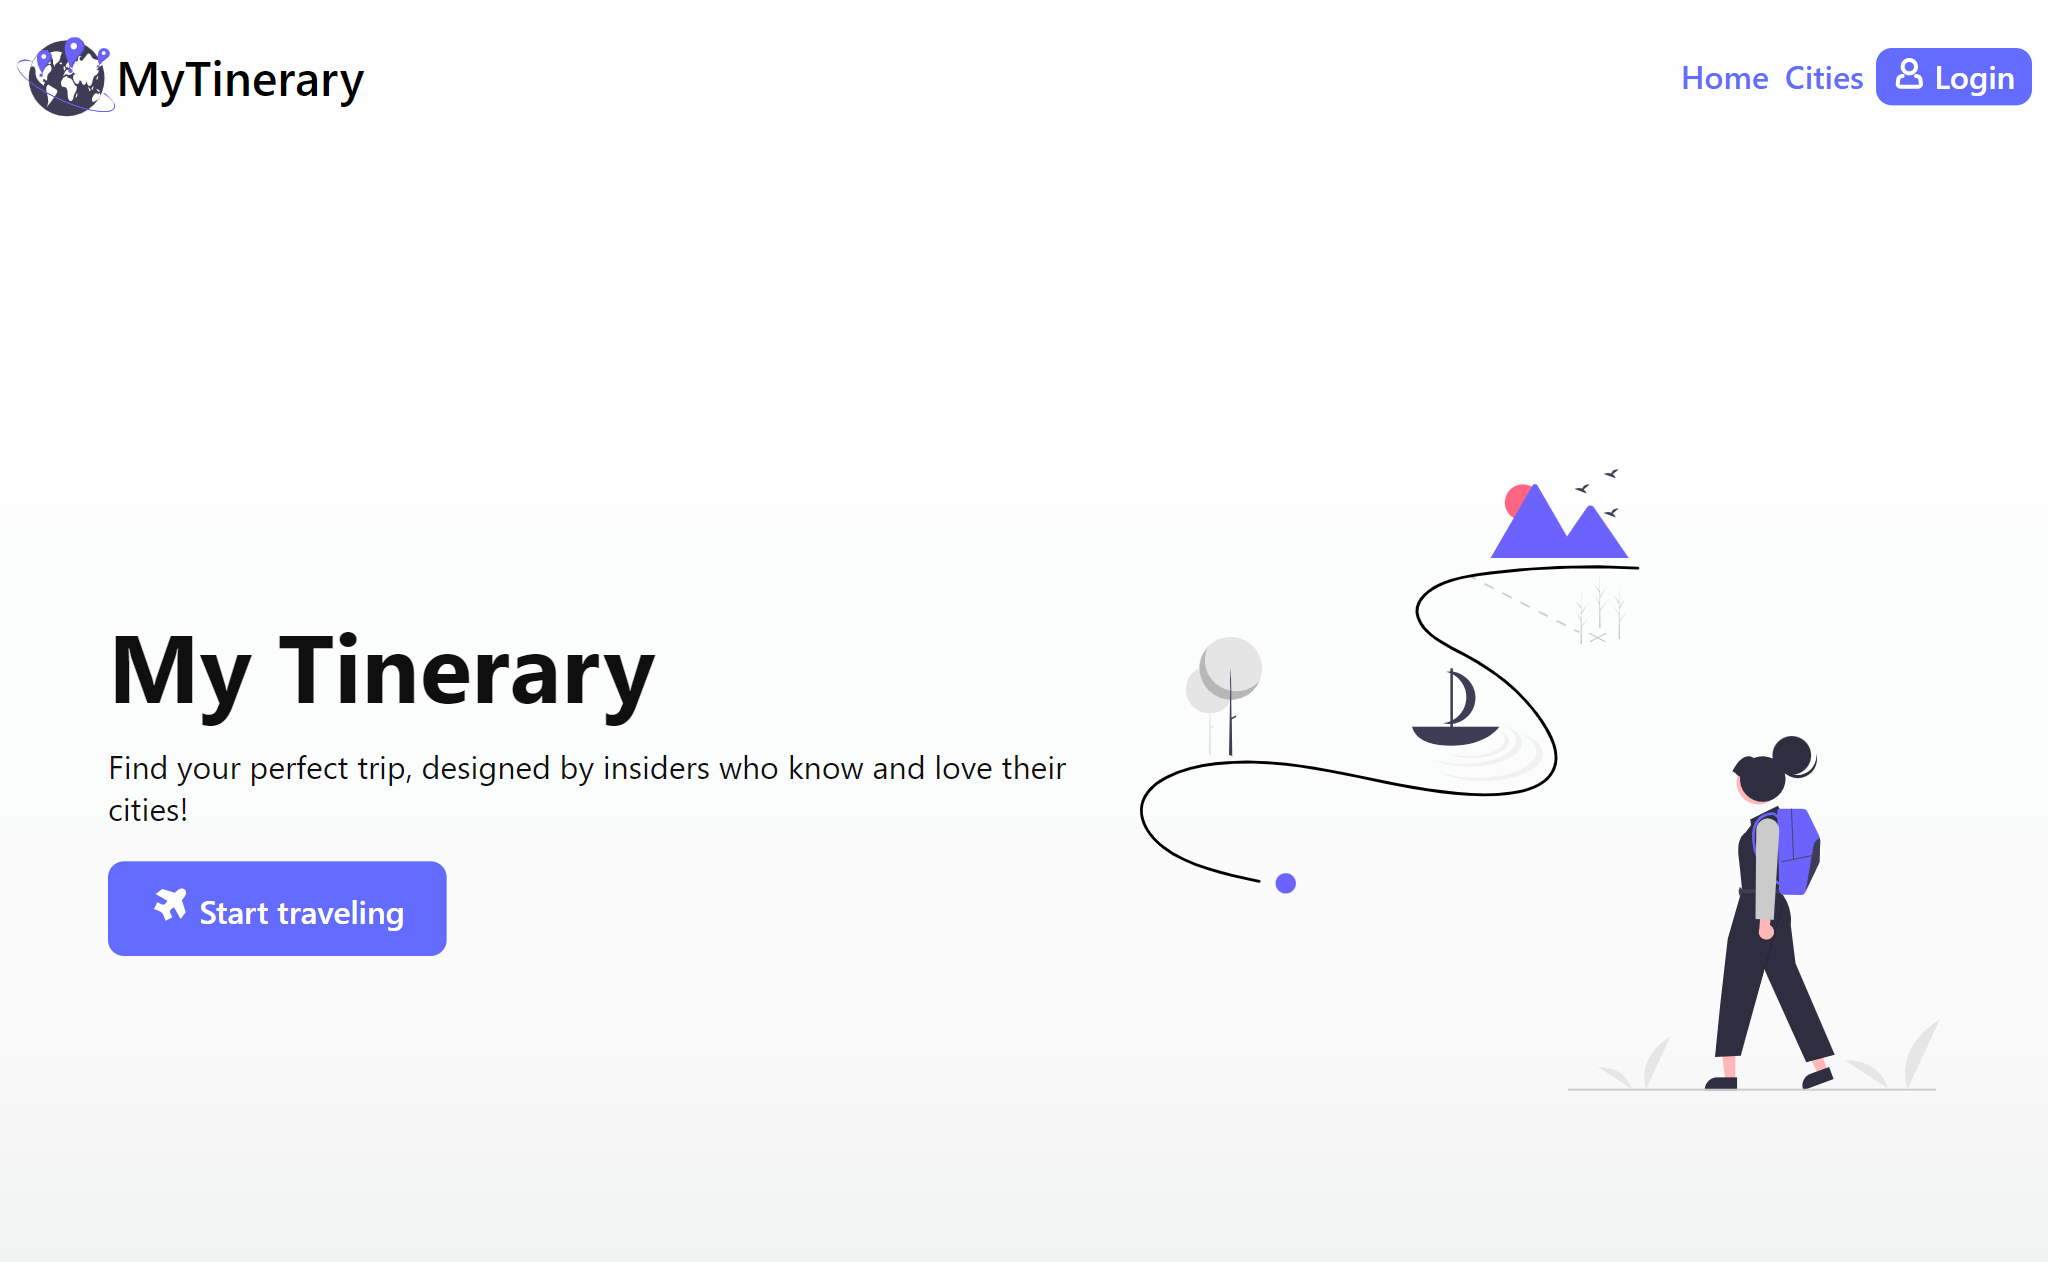 MyTinerary
Home Cities Login
My Tinerary
Find your perfect trip, designed by insiders who know and love their
cities!
Start traveling